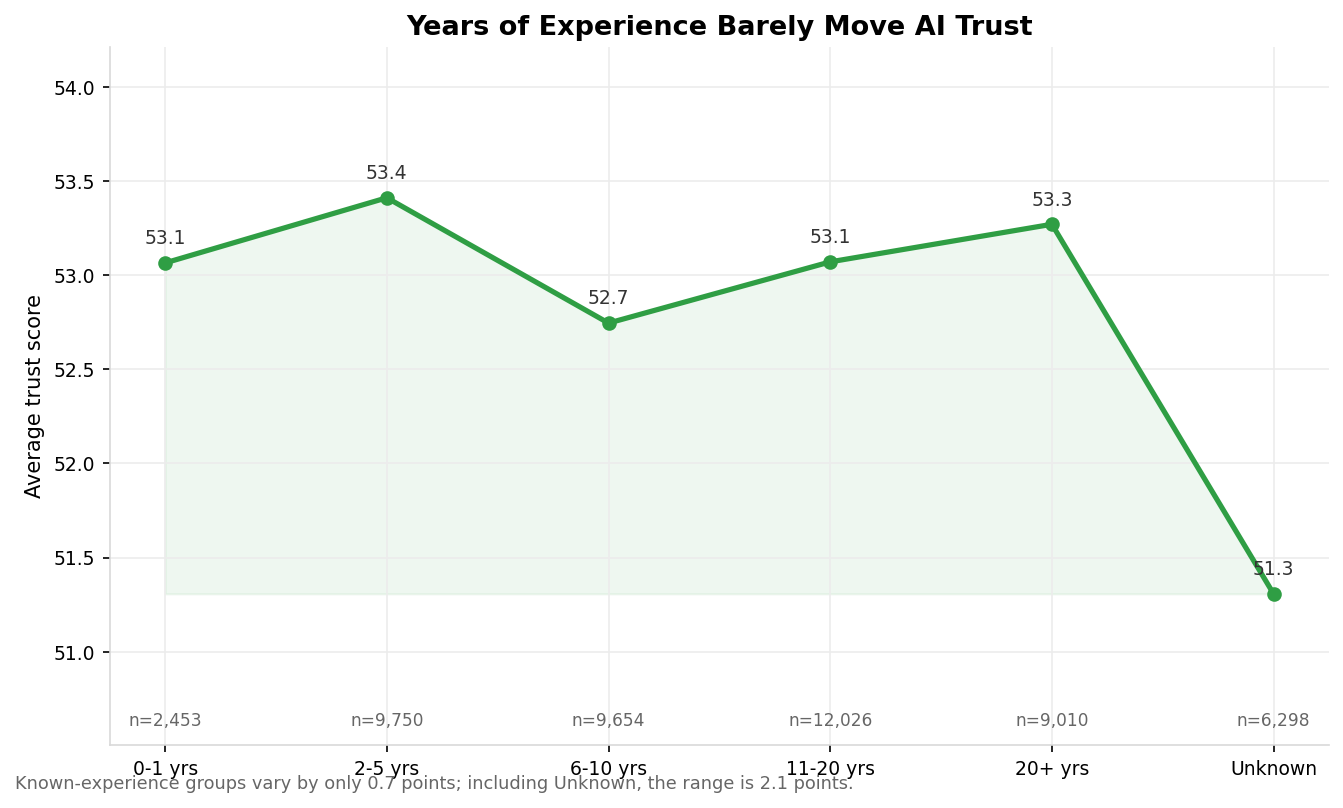 Years of Experience Barely Move AI Trust
Average trust score
54.0
53.5
53.0
52.5
52.0
51.5
51.0
53.1
53.4
52.7
53.1
53.3
51.3
n=2,453
n=9,750
n=9,654
n=12,026
n=9,010
n=6,298
0-1 yrs
2-5 yrs
6-10 yrs
11-20 yrs
20+ yrs
Unknown
Known-experience groups vary by only 0.7 points; including Unknown, the range is 2.1 points.